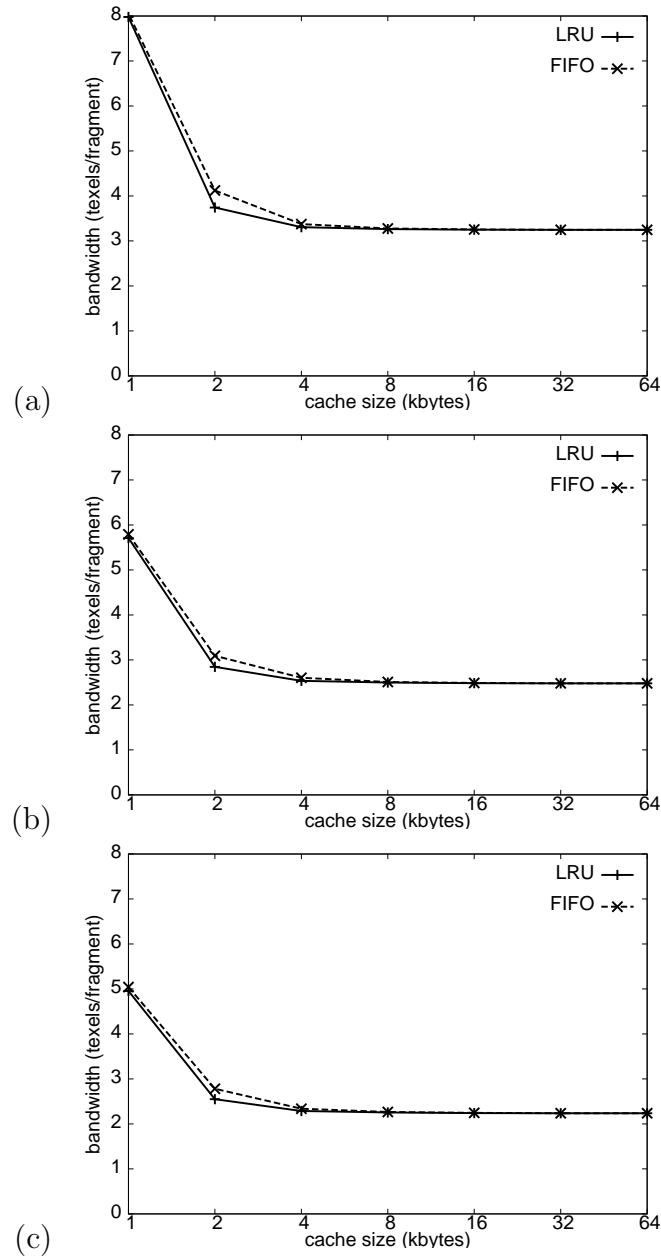 8
7
6
5
4
3
2
1
0
bandwidth (texels/fragment)
LRU
FIFO
1 2 4 8 16 32 64
cache size (kbytes)
(a)
8
7
6
5
4
3
2
1
0
bandwidth (texels/fragment)
LRU
FIFO
1 2 4 8 16 32 64
cache size (kbytes)
(b)
8
7
6
5
4
3
2
1
0
bandwidth (texels/fragment)
LRU
FIFO
1 2 4 8 16 32 64
cache size (kbytes)
(c)